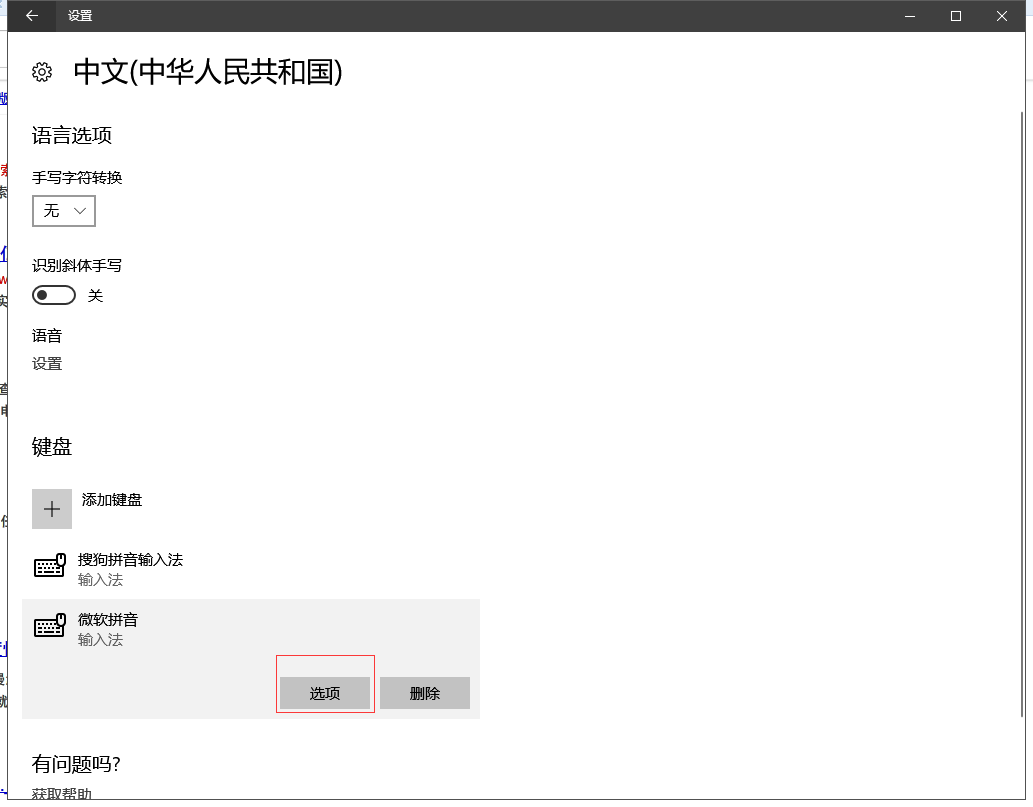 设置
中文(中华人民共和国)
语言选项
手写字符转换
无
识别斜体手写
关
语音
设置
键盘
添加键盘
搜狗拼音输入法
输入法
微软拼音
输入法
选项
删除
有问题吗?
获取帮助